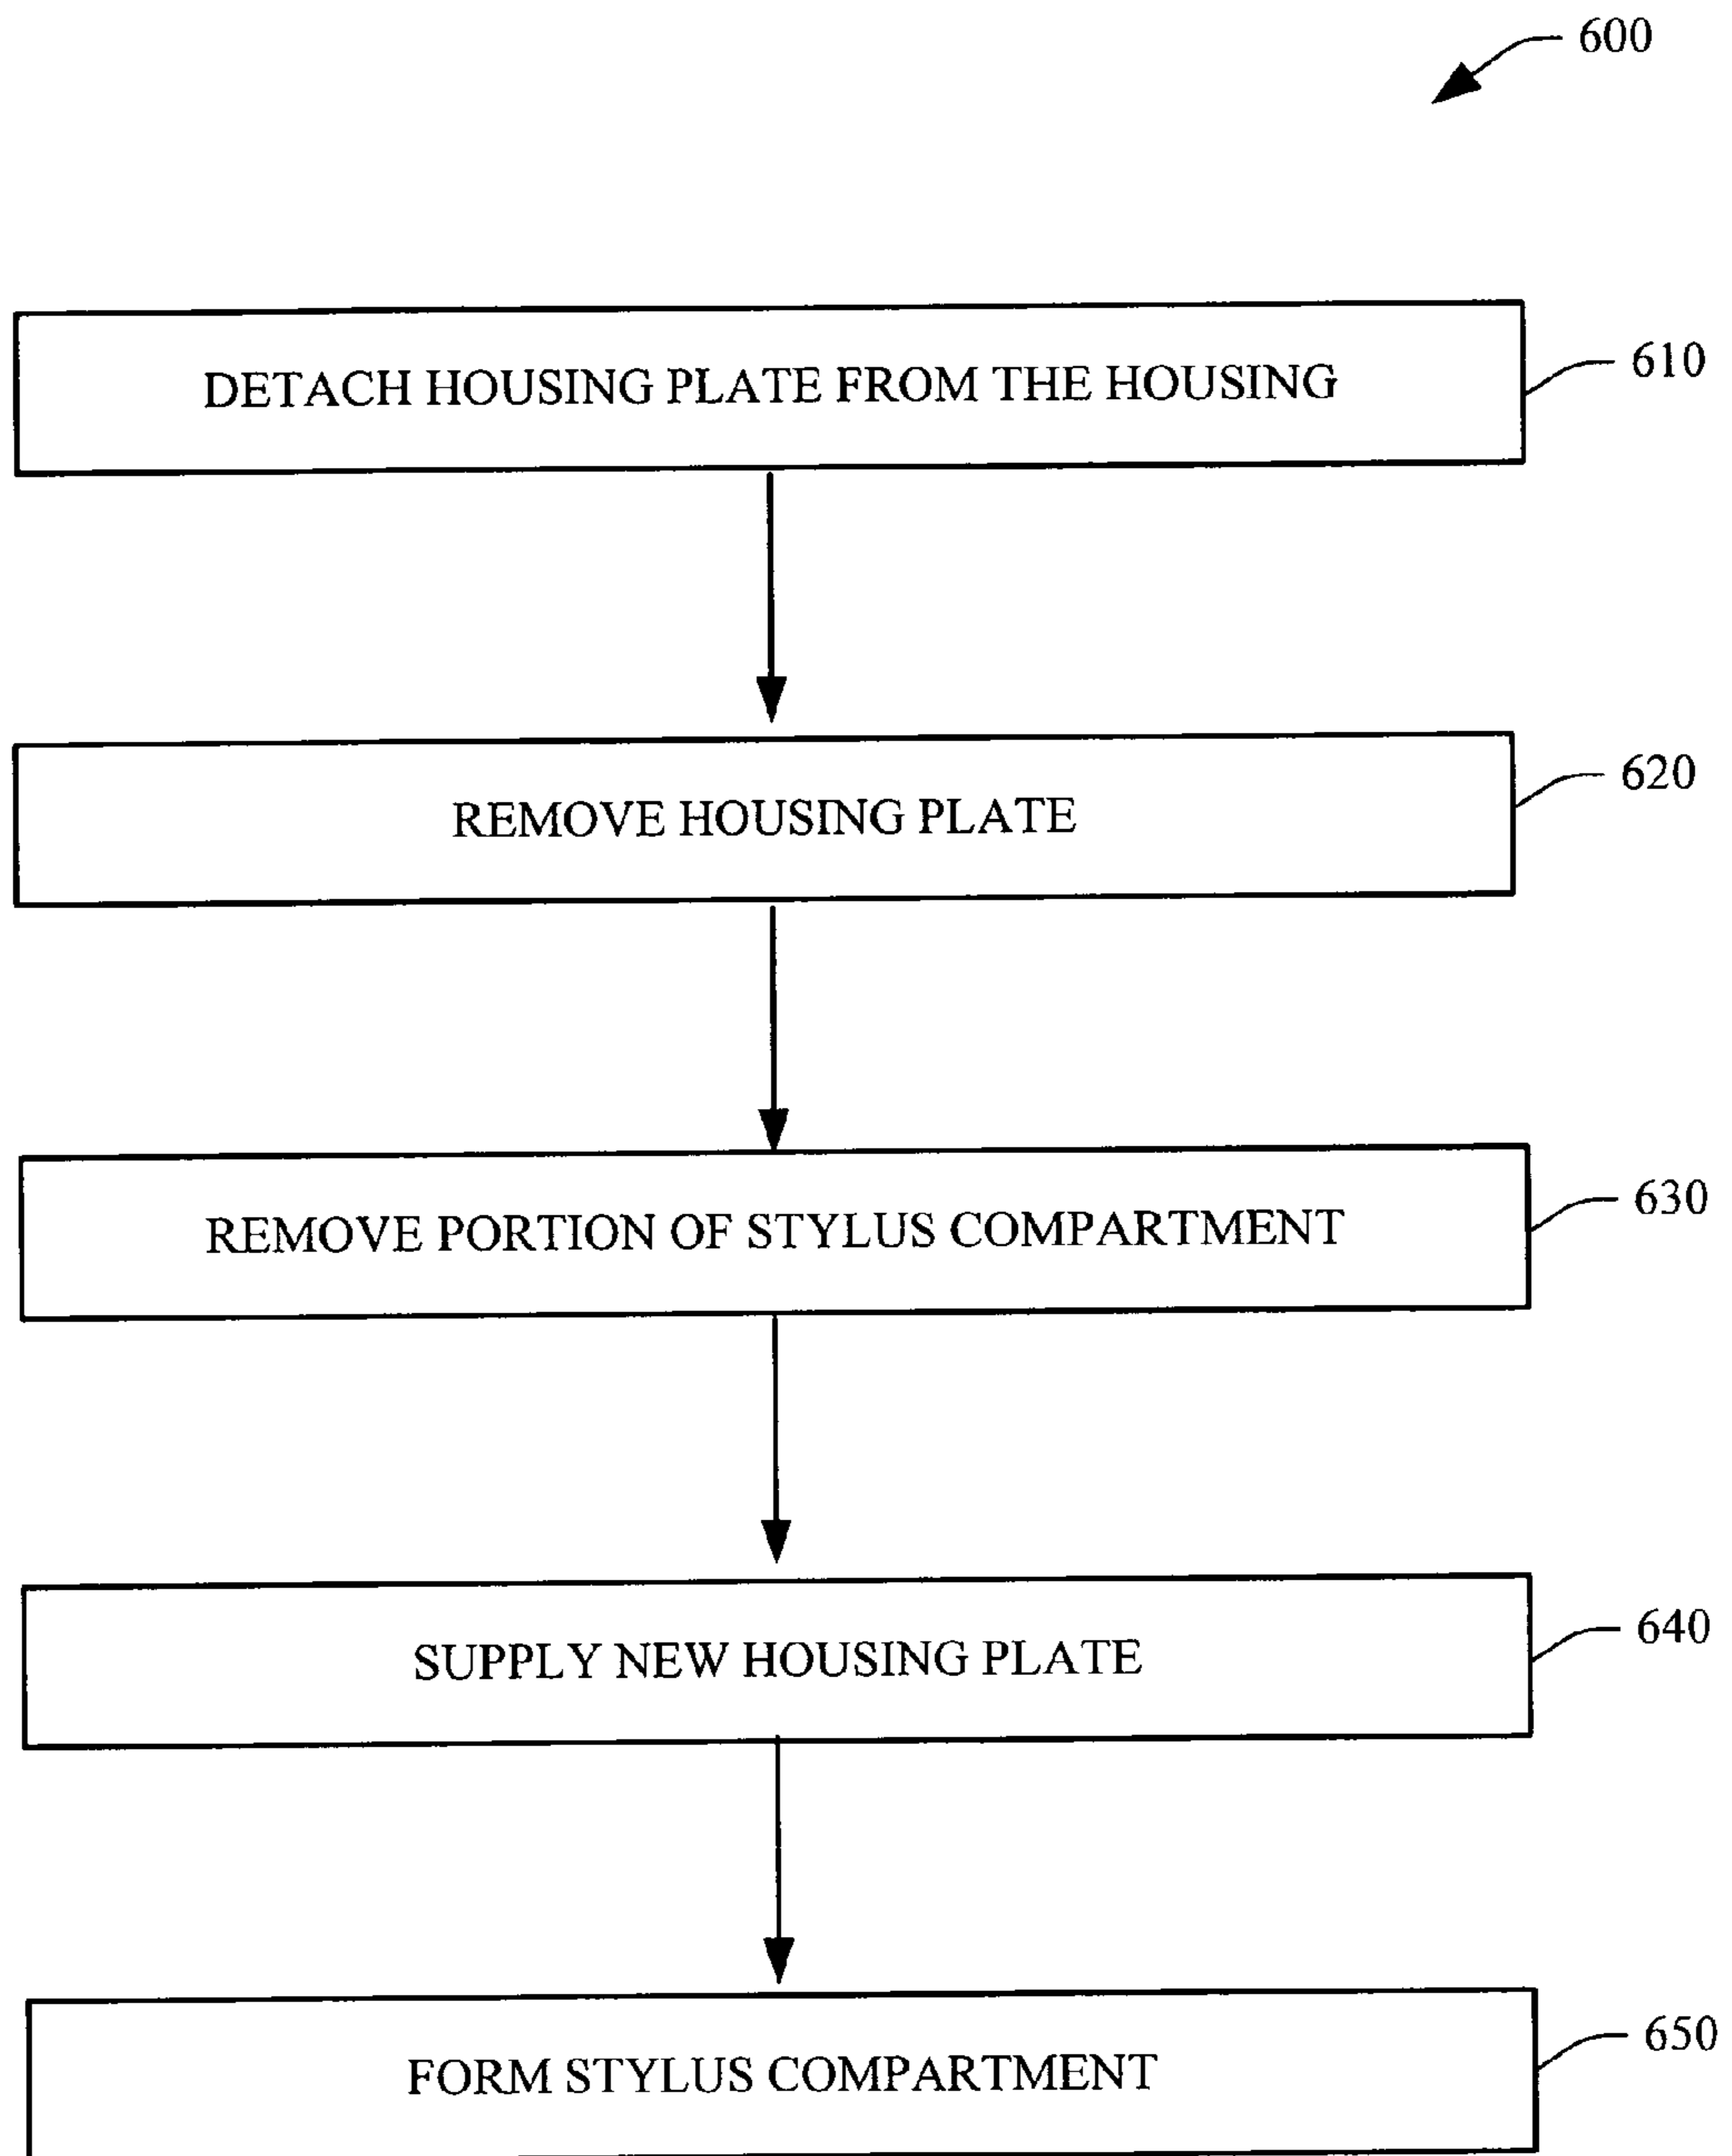 600
DETACH HOUSING PLATE FROM THE HOUSING
610
REMOVE HOUSING PLATE
620
REMOVE PORTION OF STYLUS COMPARTMENT
630
SUPPLY NEW HOUSING PLATE
640
FORM STYLUS COMPARTMENT
650